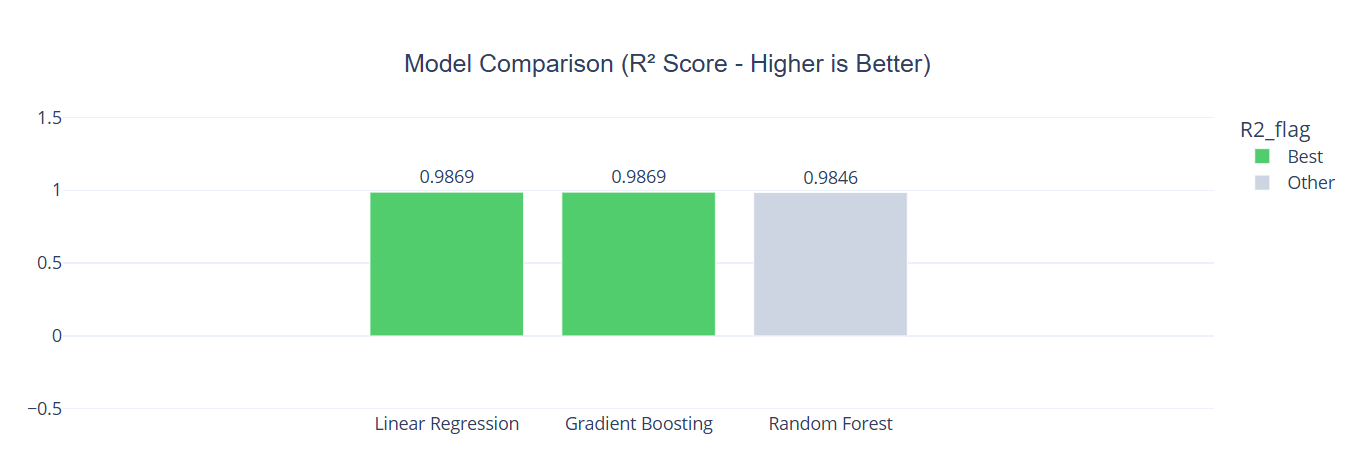 Model Comparison (R² Score - Higher is Better)
1.5
1
0.5
0
−0.5
0.9869
0.9869
0.9846
Linear Regression
Gradient Boosting
Random Forest
R2_flag
Best
Other